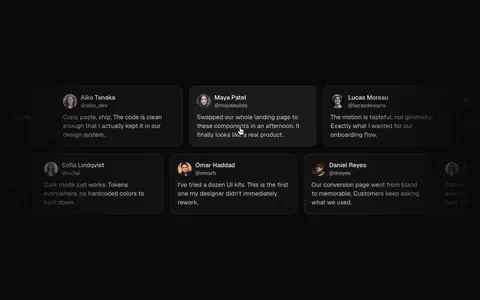 Aiko Tanaka
@aiko_dev
Copy, paste, ship. The code is clean
enough that I actually kept it in our
design system.
Maya Patel
@mayabuilds
Swapped our whole landing page to
these components in an afternoon. It
finally looks like a real product.
Lucas Moreau
@lucasdesigns
The motion is tasteful, not gimmicky.
Exactly what I wanted for our
onboarding flow.
Sofia Lindqvist
@sofial
Dark mode just works. Tokens
everywhere, no hardcoded colors to
hunt down.
Omar Haddad
@omarh
I've tried a dozen UI kits. This is the first
one my designer didn't immediately
rework.
Daniel Reyes
@dreyes
Our conversion page went from bland
to memorable. Customers keep asking
what we used.